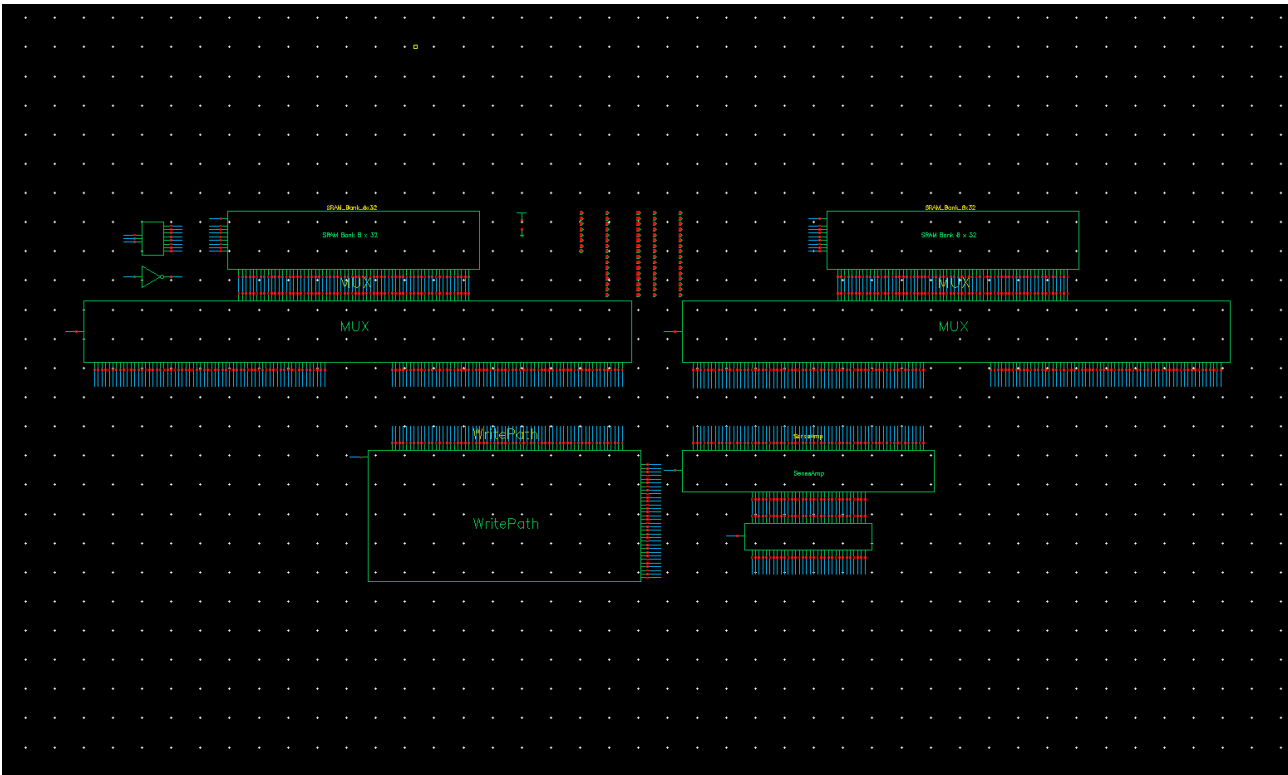 SRAM_Bank_8x32
SRAM Bank 8 x 32
MUX
MUX
SRAM_Bank_8x32
SRAM Bank 8 x 32
MUX
MUX
WritePath
WritePath
SenseAmp
SenseAmp